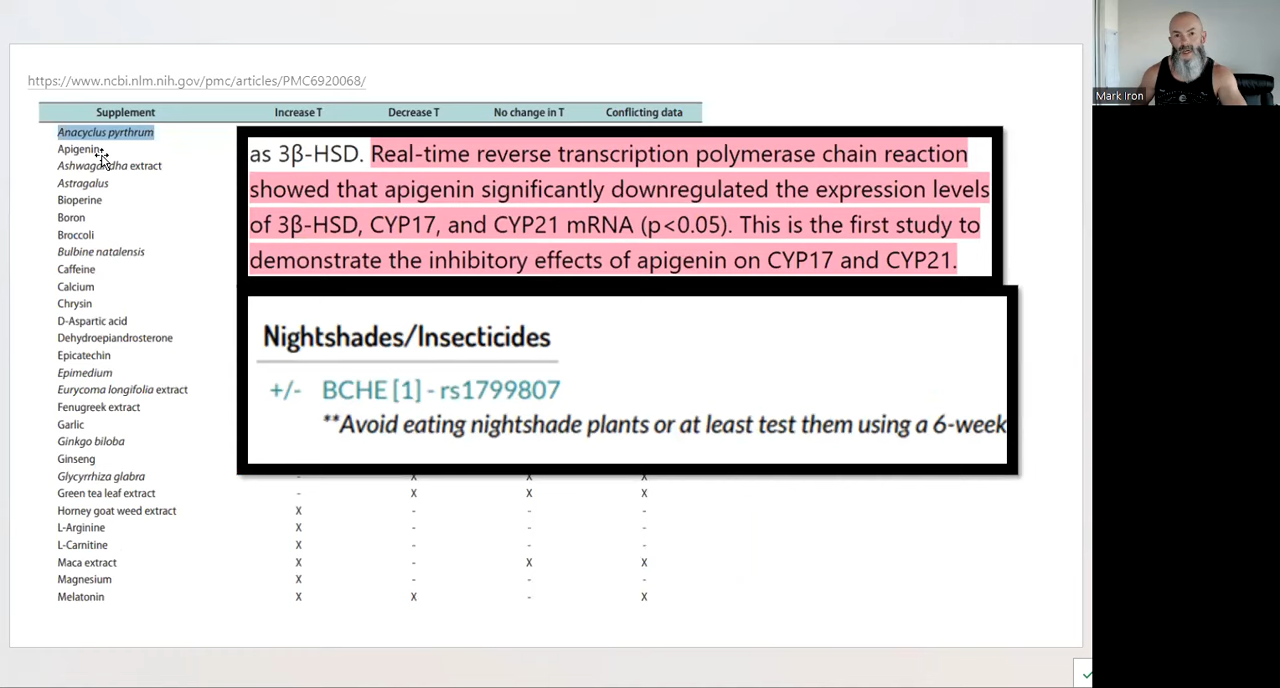 https://www.ncbi.nlm.nih.gov/pmc/articles/PMC6920068/
Mark Iron
Supplement Increase T Decrease T No change in T Conflicting data
Anacyclus pyrthrum
Apigenin
Ashwagandha extract
Astragalus
Bioperine
Boron
Broccoli
Bulbine natalensis
Caffeine
Calcium
Chrysin
D-Aspartic acid
Dehydroepiandrosterone
Epicatechin
Epimedium
Eurycoma longifolia extract
Fenugreek extract
Garlic
Ginkgo biloba
Ginseng
as 3β-HSD. Real-time reverse transcription polymerase chain reaction
showed that apigenin significantly downregulated the expression levels
of 3β-HSD, CYP17, and CYP21 mRNA (p<0.05). This is the first study to
demonstrate the inhibitory effects of apigenin on CYP17 and CYP21.
Nightshades/Insecticides
+/- BCHE [1] - rs1799807
**Avoid eating nightshade plants or at least test them using a 6-week
Glycyrrhiza glabra - X X X
Green tea leaf extract - X X X
Horney goat weed extract X - - -
L-Arginine X - - -
L-Carnitine X - - -
Maca extract X - X X
Magnesium X - - -
Melatonin X X - X